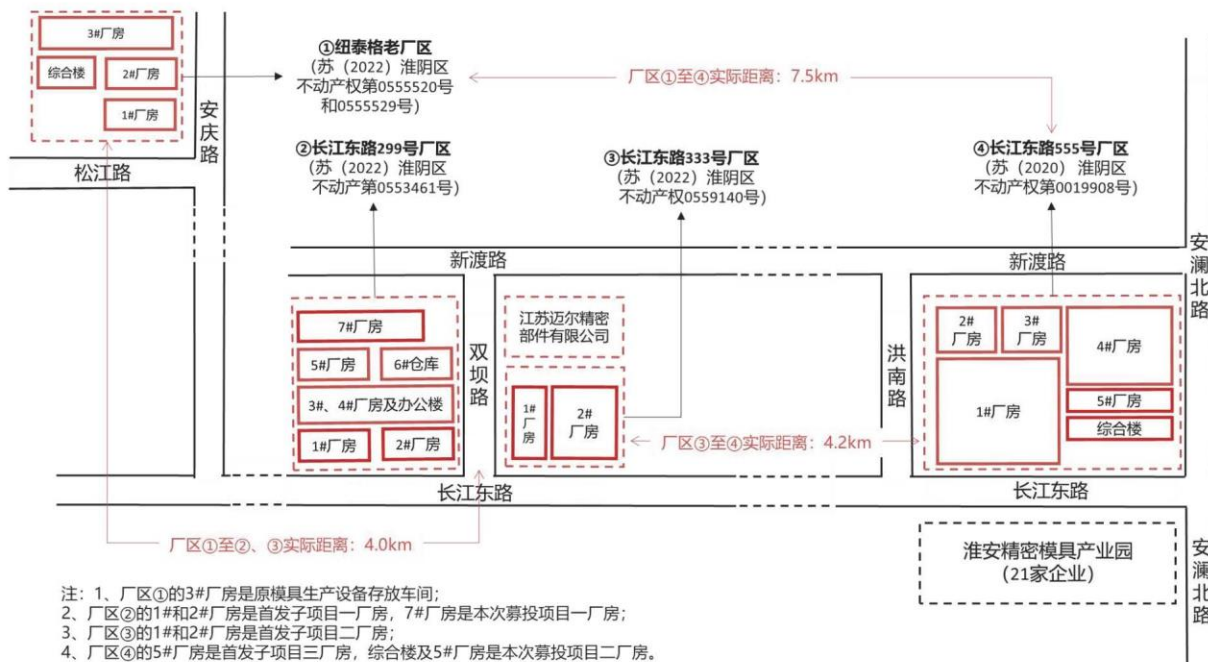 3#厂房
综合楼
2#厂房
1#厂房
安庆路
松江路
①纽泰格老厂区
(苏（2022）淮阴区
不动产权第0555520号
和0555529号)
厂区①至④实际距离：7.5km
②长江东路299号厂区
(苏（2022）淮阴区
不动产第0553461号)
③长江东路333号厂区
(苏（2022）淮阴区
不动产权0559140号)
④长江东路555号厂区
(苏（2020）淮阴区
不动产权第0019908号)
新渡路
新渡路
安澜北路
7#厂房
5#厂房
6#仓库
3#、4#厂房及办公楼
1#厂房
2#厂房
双坝路
江苏迈尔精密
部件有限公司
1#
厂房
2#
厂房
厂区③至④实际距离：4.2km
洪南路
2#
厂房
3#
厂房
4#厂房
1#厂房
5#厂房
综合楼
长江东路
长江东路
厂区①至②、③实际距离：4.0km
淮安精密模具产业园
(21家企业)
安澜北路
注：1、厂区①的3#厂房是原模具生产设备存放车间；
2、厂区②的1#和2#厂房是首发子项目一厂房，7#厂房是本次募投项目一厂房；
3、厂区③的1#和2#厂房是首发子项目二厂房；
4、厂区④的5#厂房是首发子项目三厂房，综合楼及5#厂房是本次募投项目二厂房。